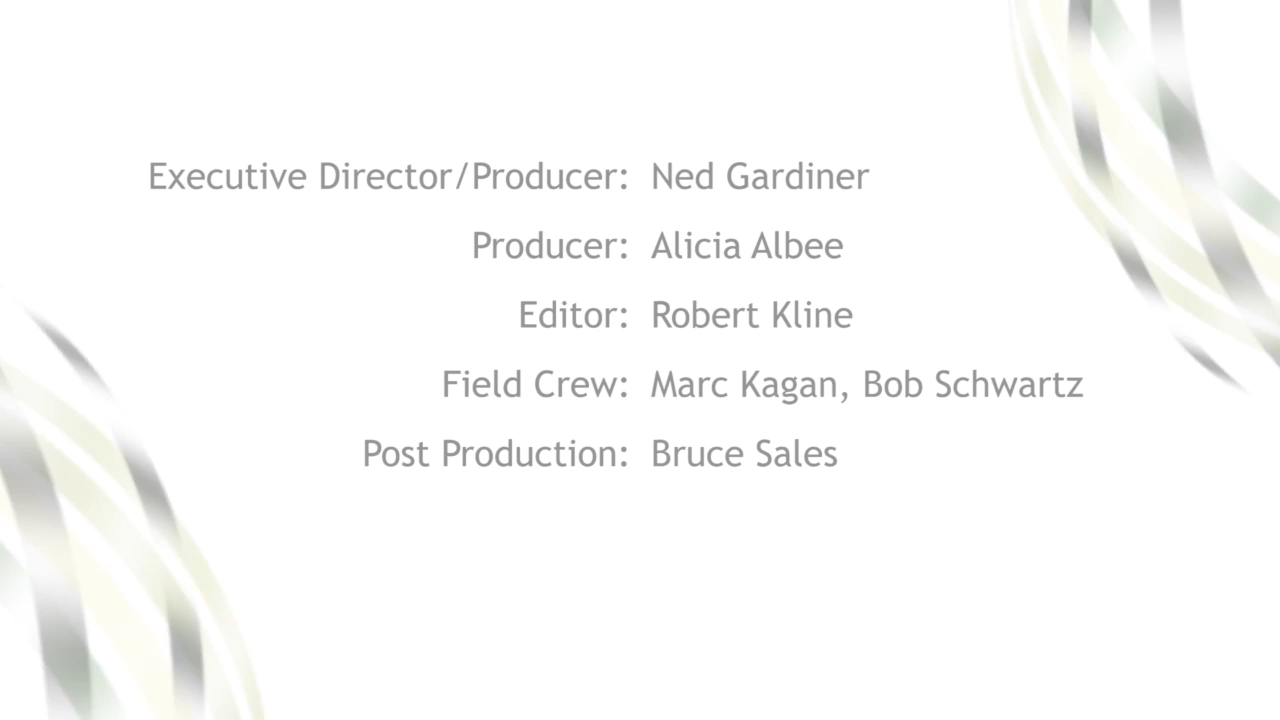 Executive Director/Producer: Ned Gardiner
Producer: Alicia Albee
Editor: Robert Kline
Field Crew: Marc Kagan, Bob Schwartz
Post Production: Bruce Sales